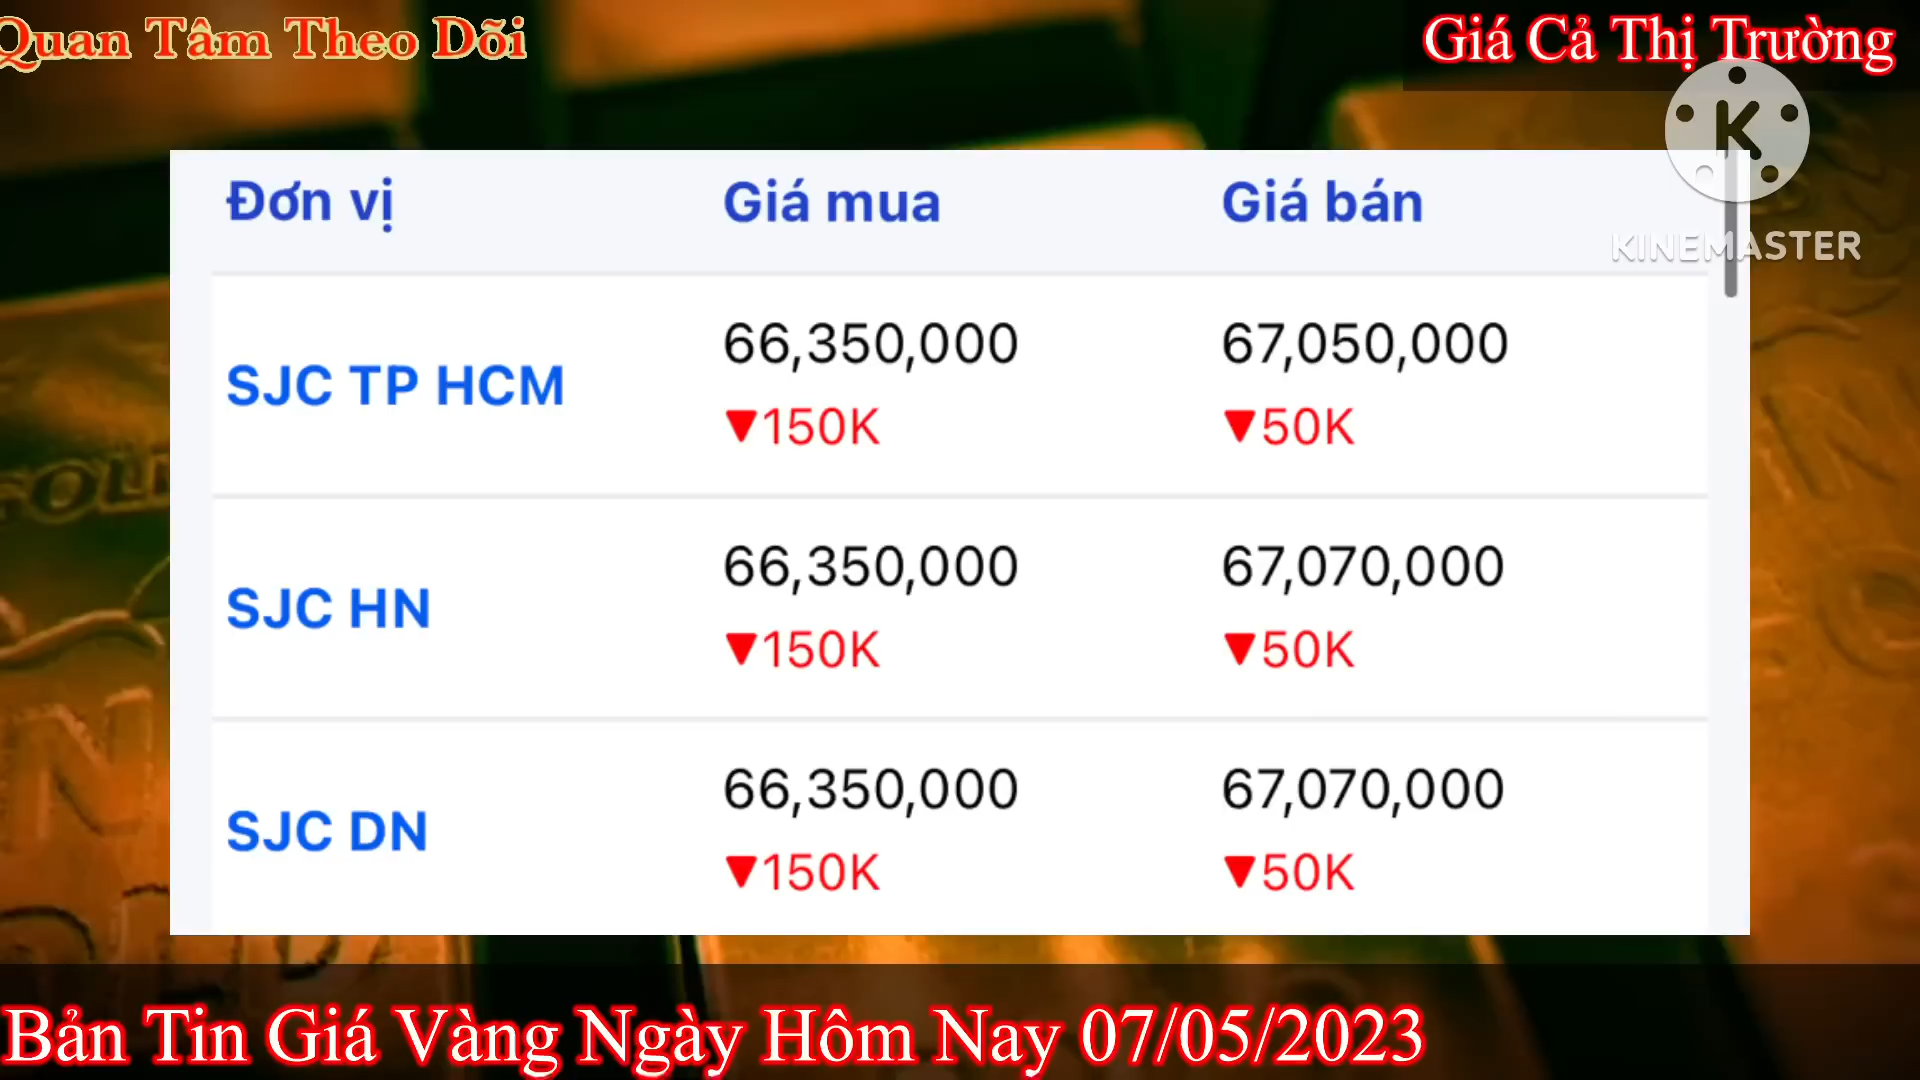 Quan Tâm Theo Dõi
Giá Cả Thị Trường
K
KINEMASTER
Đơn vị Giá mua Giá bán
SJC TP HCM 66,350,000 67,050,000
▼150K ▼50K
SJC HN 66,350,000 67,070,000
▼150K ▼50K
SJC DN 66,350,000 67,070,000
▼150K ▼50K
GOLD
Bản Tin Giá Vàng Ngày Hôm Nay 07/05/2023